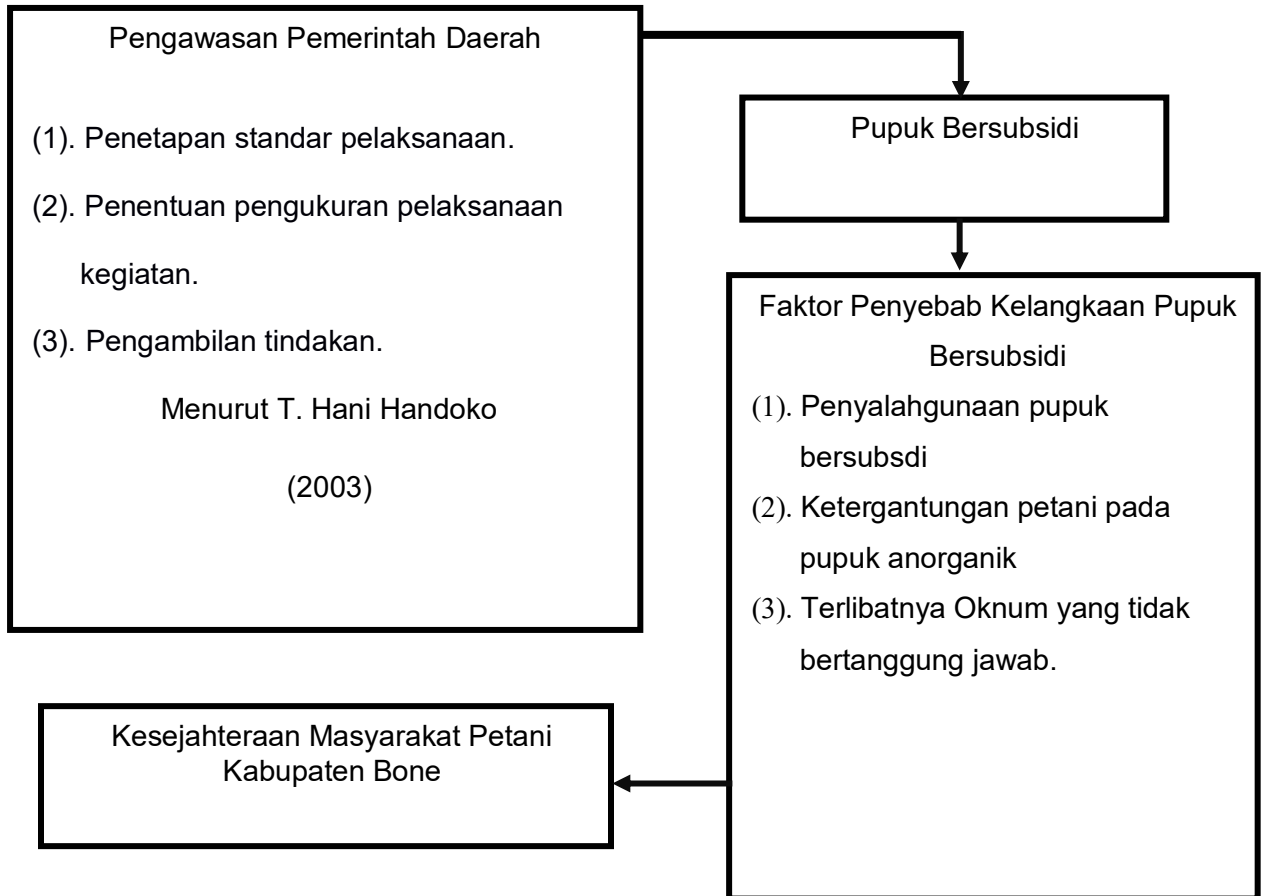 Pengawasan Pemerintah Daerah
(1). Penetapan standar pelaksanaan.
(2). Penentuan pengukuran pelaksanaan
kegiatan.
(3). Pengambilan tindakan.
Menurut T. Hani Handoko
(2003)
Pupuk Bersubsidi
Faktor Penyebab Kelangkaan Pupuk
Bersubsidi
(1). Penyalahgunaan pupuk
bersubsdi
(2). Ketergantungan petani pada
pupuk anorganik
(3). Terlibatnya Oknum yang tidak
bertanggung jawab.
Kesejahteraan Masyarakat Petani
Kabupaten Bone